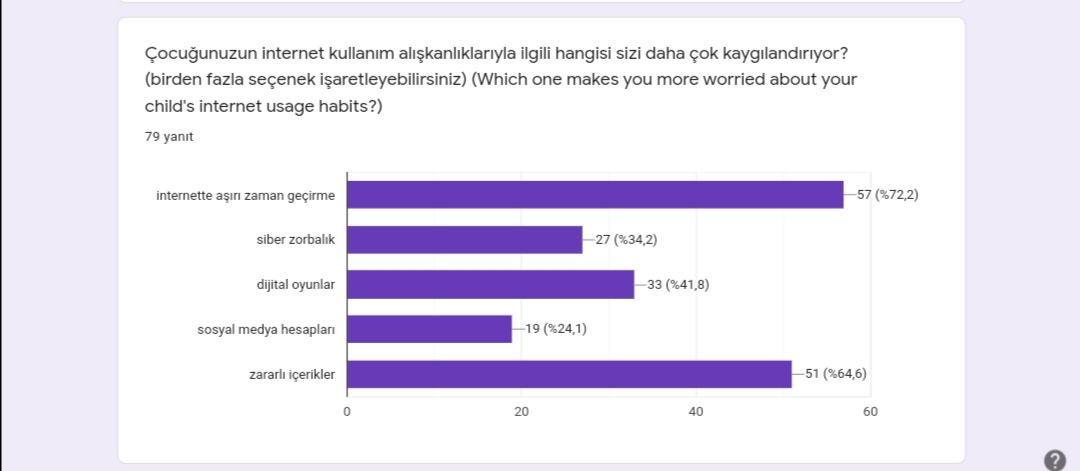 Çocuğunuzun internet kullanım alışkanlıklarıyla ilgili hangisi sizi daha çok kaygılandırıyor?
(birden fazla seçenek işaretleyebilirsiniz) (Which one makes you more worried about your
child's internet usage habits?)
79 yanıt
internette aşırı zaman geçirme 57 (%72,2)
siber zorbalık 27 (%34,2)
dijital oyunlar 33 (%41,8)
sosyal medya hesapları 19 (%24,1)
zararlı içerikler 51 (%64,6)
0 20 40 60
?